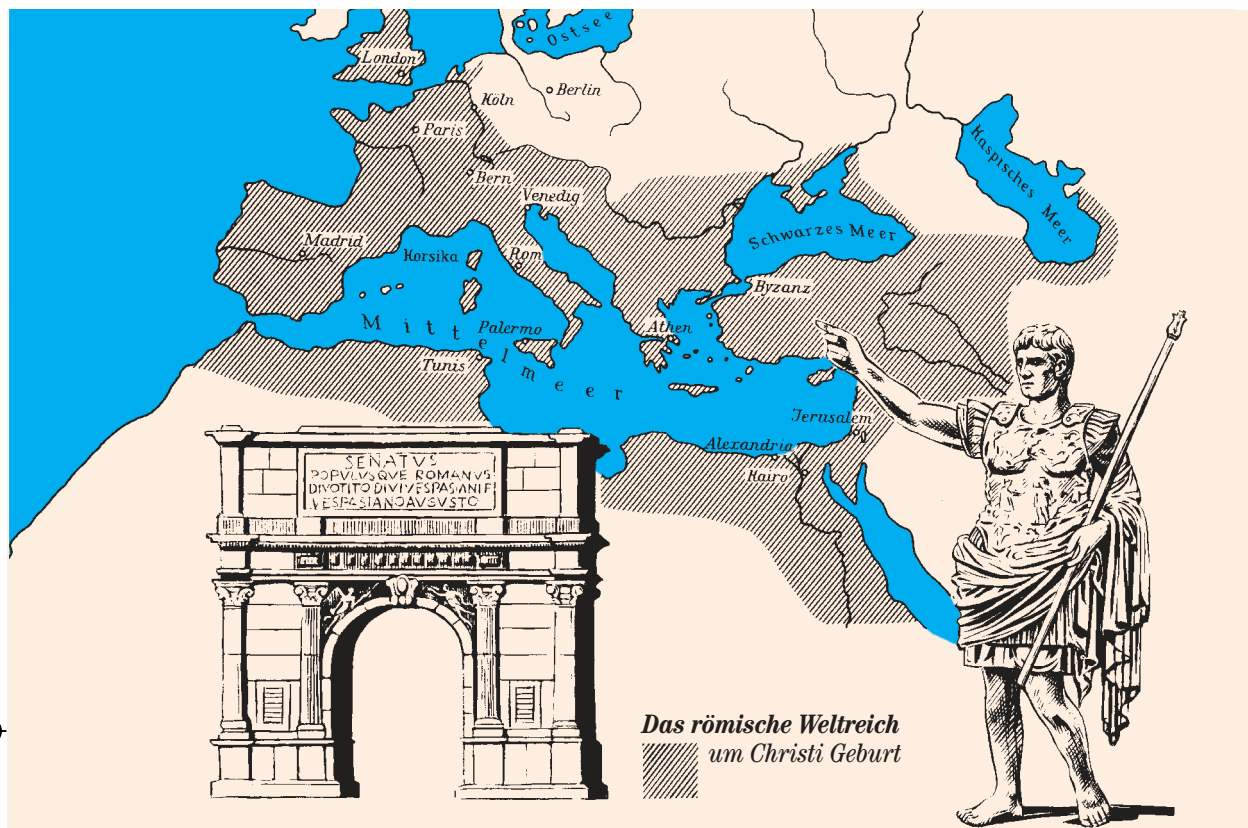 Ostsee
London
Berlin
Köln
Paris
Bern
Venedig
Kaspisches Meer
Schwarzes Meer
Madrid
Korsika
Rom
Byzanz
Mittelmeer
Palermo
Athen
Tunis
Jerusalem
Alexandria
Kairo
SENATVS
POPVLVSQVE ROMANVS
DIVOTITO DIVIVESPASIANI F
VESPASIANOAVGVSTO
Das römische Weltreich
um Christi Geburt